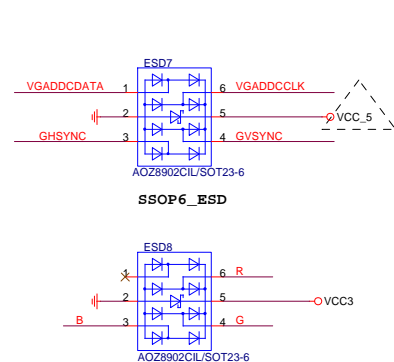 ESD7
VGADDCDATA 1 6 VGADDCCLK
2 5 VCC_5
GHSYNC 3 4 GVSYNC
AOZ8902CIL/SOT23-6
SSOP6_ESD
ESD8
1 6 R
2 5 VCC3
B 3 4 G
AOZ8902CIL/SOT23-6